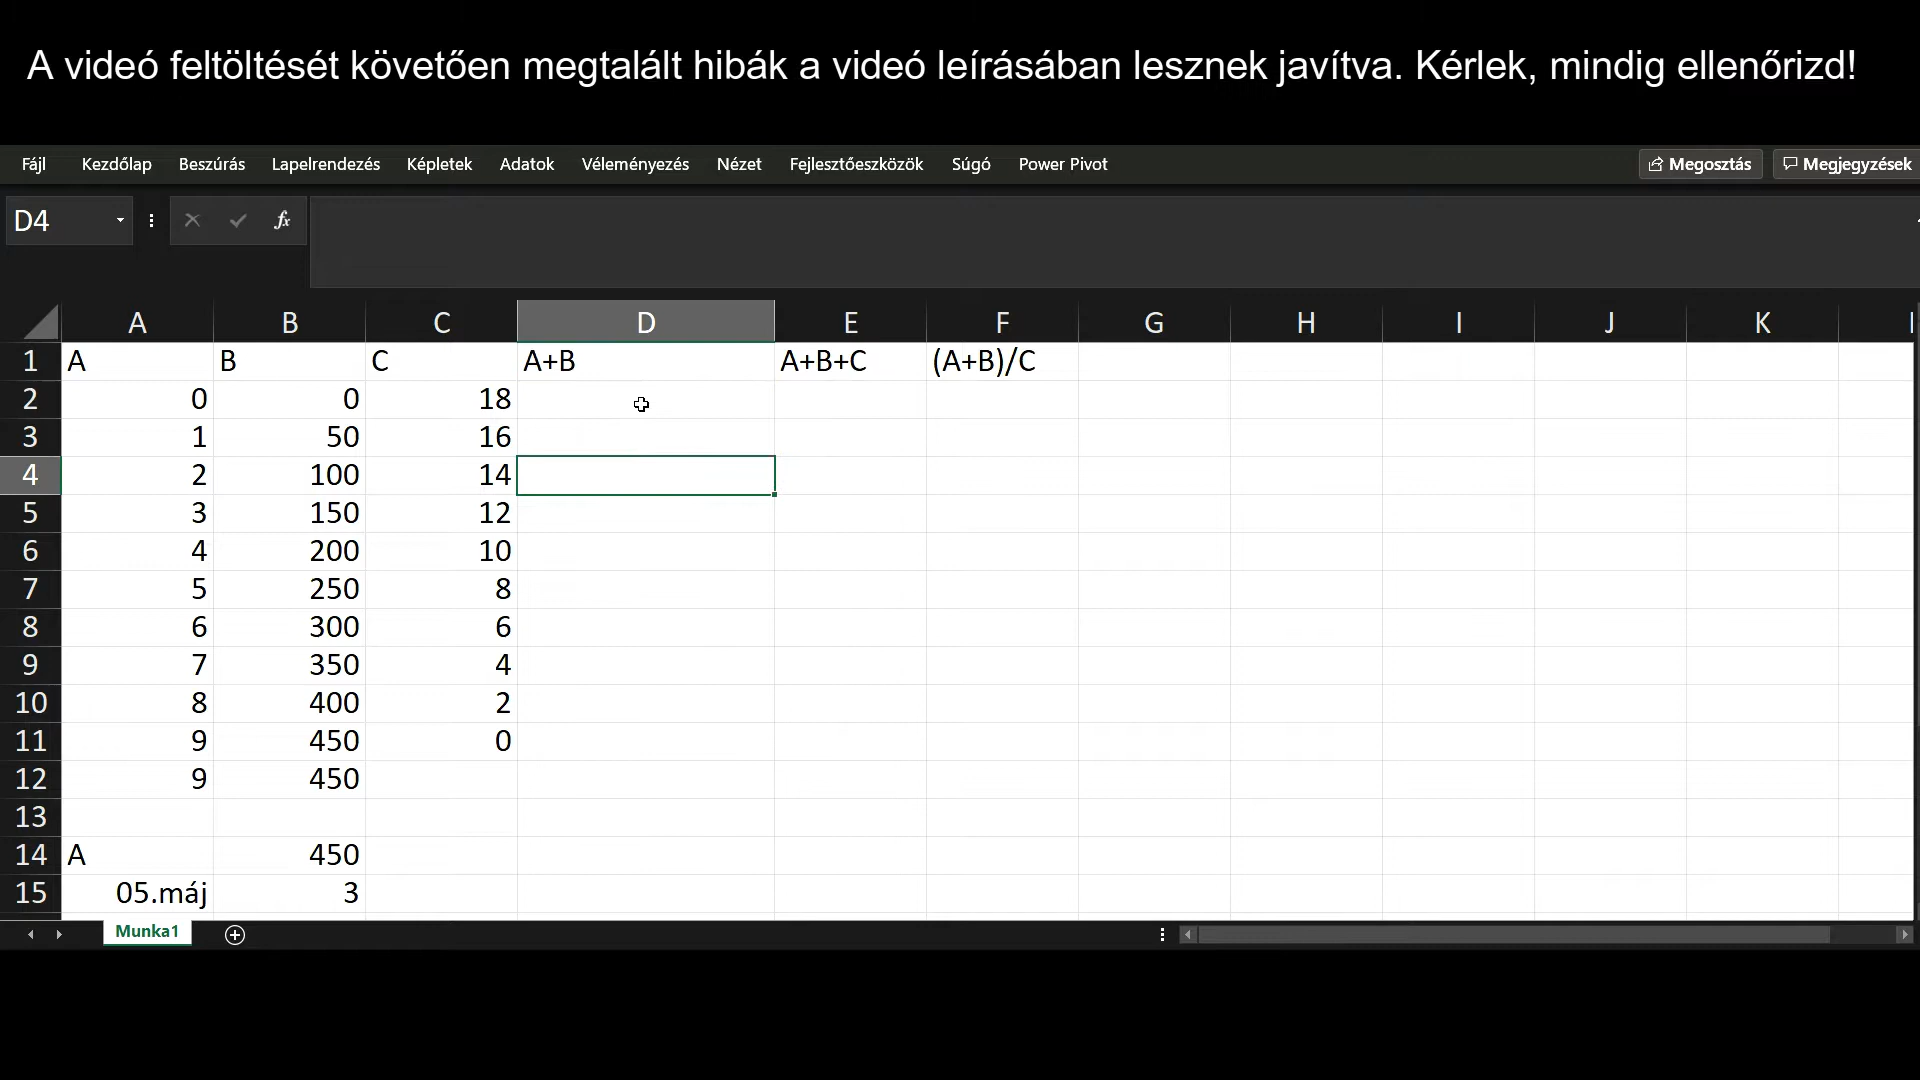 A videó feltöltését követően megtalált hibák a videó leírásában lesznek javítva. Kérlek, mindig ellenőrizd!
Fájl Kezdőlap Beszúrás Lapelrendezés Képletek Adatok Véleményezés Nézet Fejlesztőeszközök Súgó Power Pivot Megosztás Megjegyzések
D4 fx
A B C D E F G H I J K
1 A B C A+B A+B+C (A+B)/C
2 0 0 18
3 1 50 16
4 2 100 14
5 3 150 12
6 4 200 10
7 5 250 8
8 6 300 6
9 7 350 4
10 8 400 2
11 9 450 0
12 9 450
13
14 A 450
15 05.máj 3
Munka1